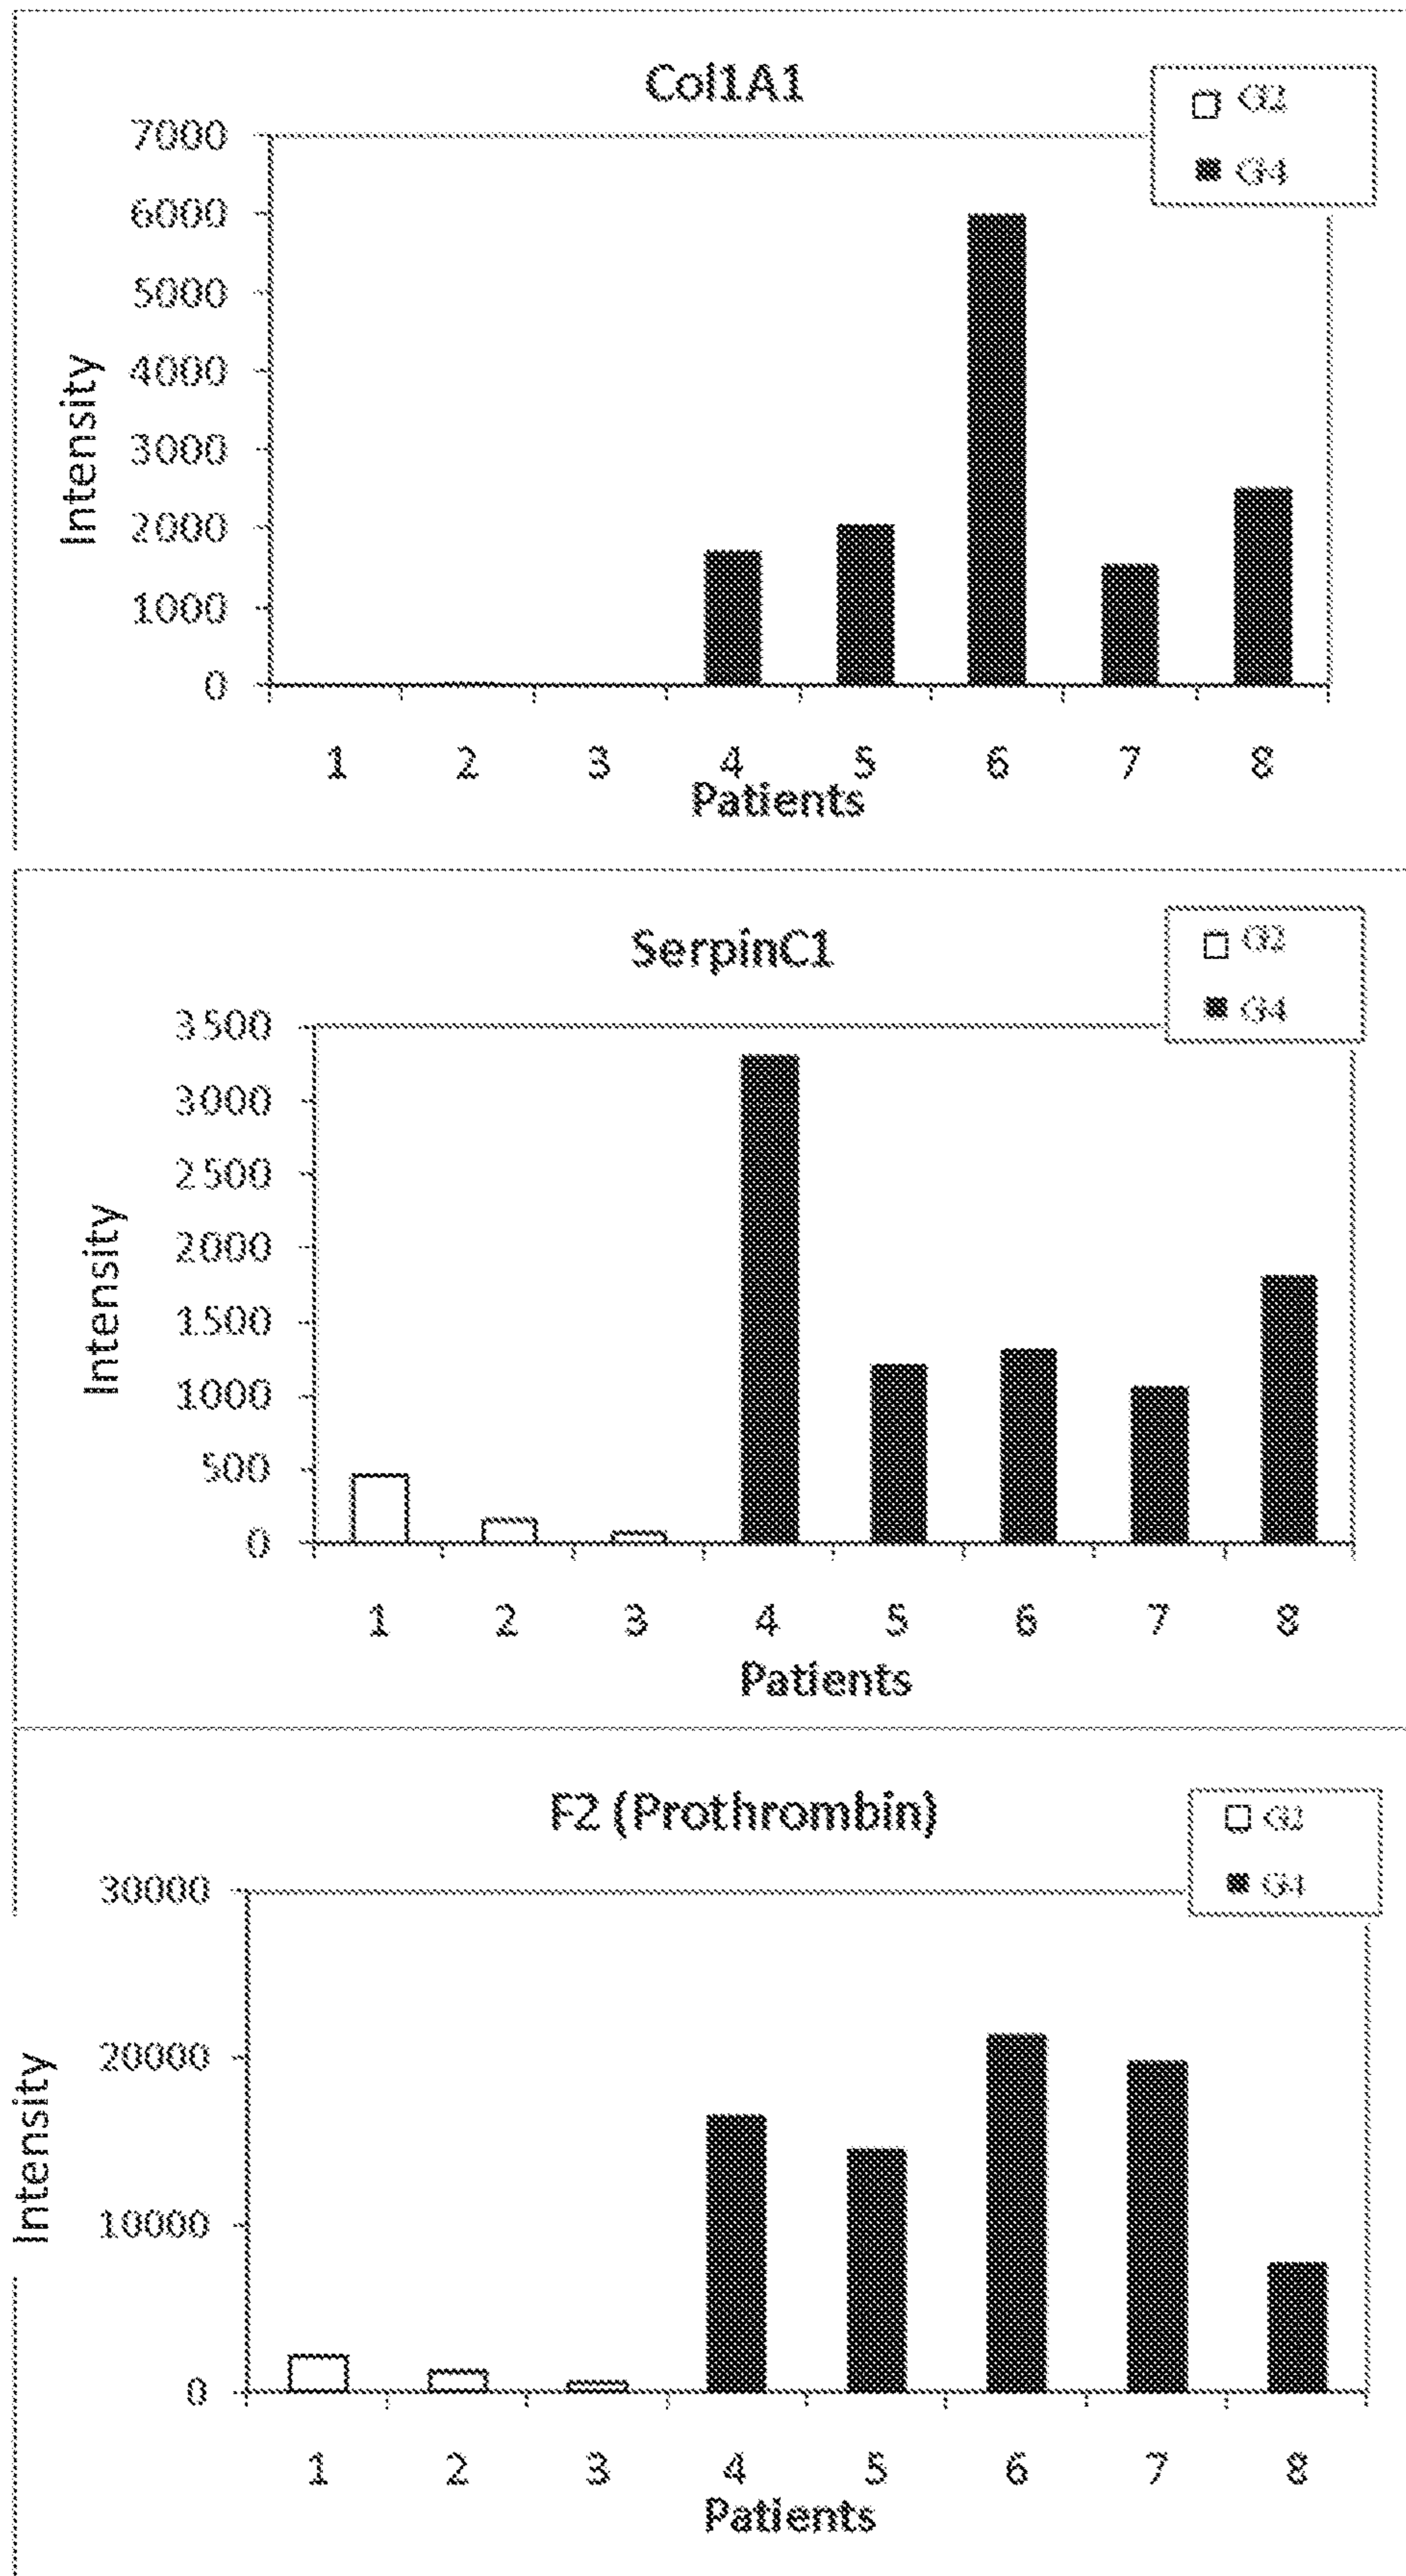 Col1A1
G2
G4
7000
6000
5000
4000
3000
2000
1000
0
Intensity
1 2 3 4 5 6 7 8
Patients
SerpinC1
G2
G4
3500
3000
2500
2000
1500
1000
500
0
Intensity
1 2 3 4 5 6 7 8
Patients
F2 (Prothrombin)
G2
G4
30000
20000
10000
0
Intensity
1 2 3 4 5 6 7 8
Patients